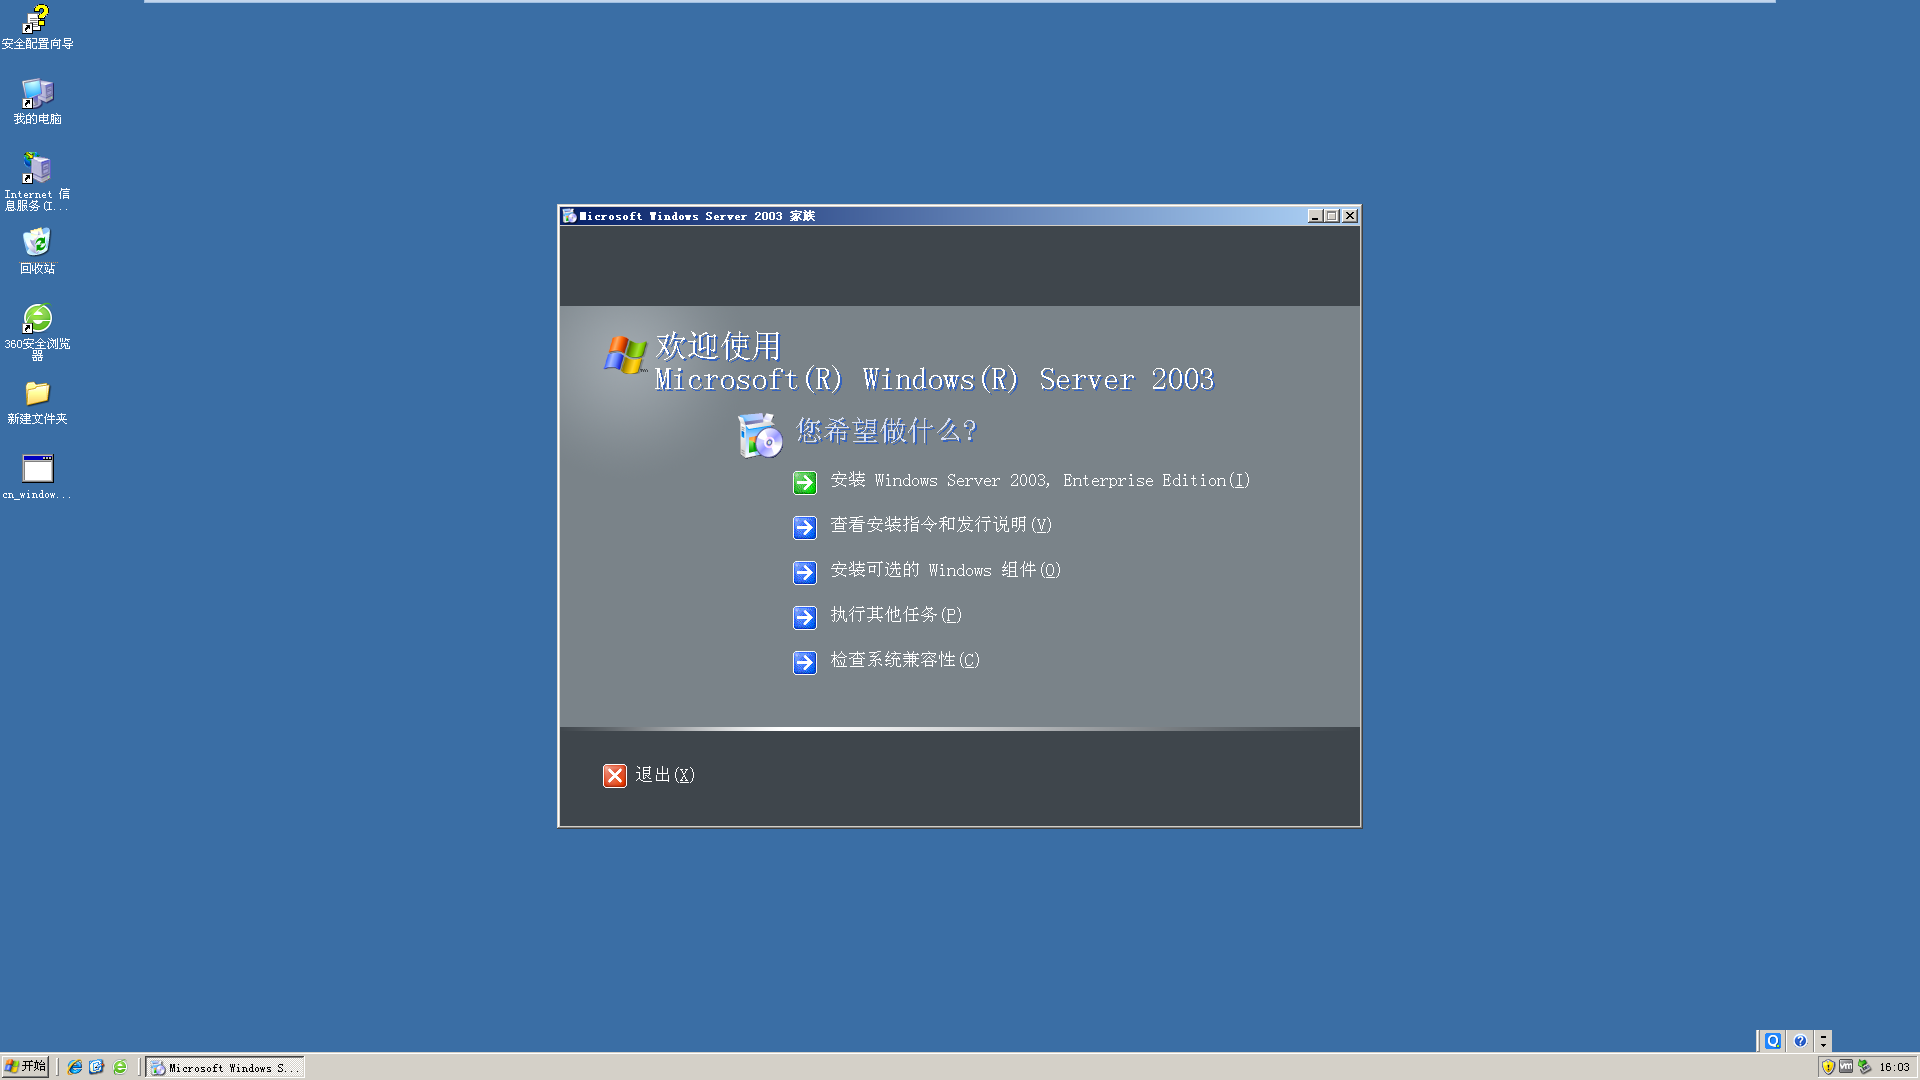 安全配置向导
我的电脑
Internet 信
息服务(I...
回收站
360安全浏览
器
新建文件夹
cn_window...
Microsoft Windows Server 2003 家族
欢迎使用
Microsoft(R) Windows(R) Server 2003
您希望做什么?
安装 Windows Server 2003, Enterprise Edition(I)
查看安装指令和发行说明(V)
安装可选的 Windows 组件(O)
执行其他任务(P)
检查系统兼容性(C)
退出(X)
开始
Microsoft Windows S...
16:03